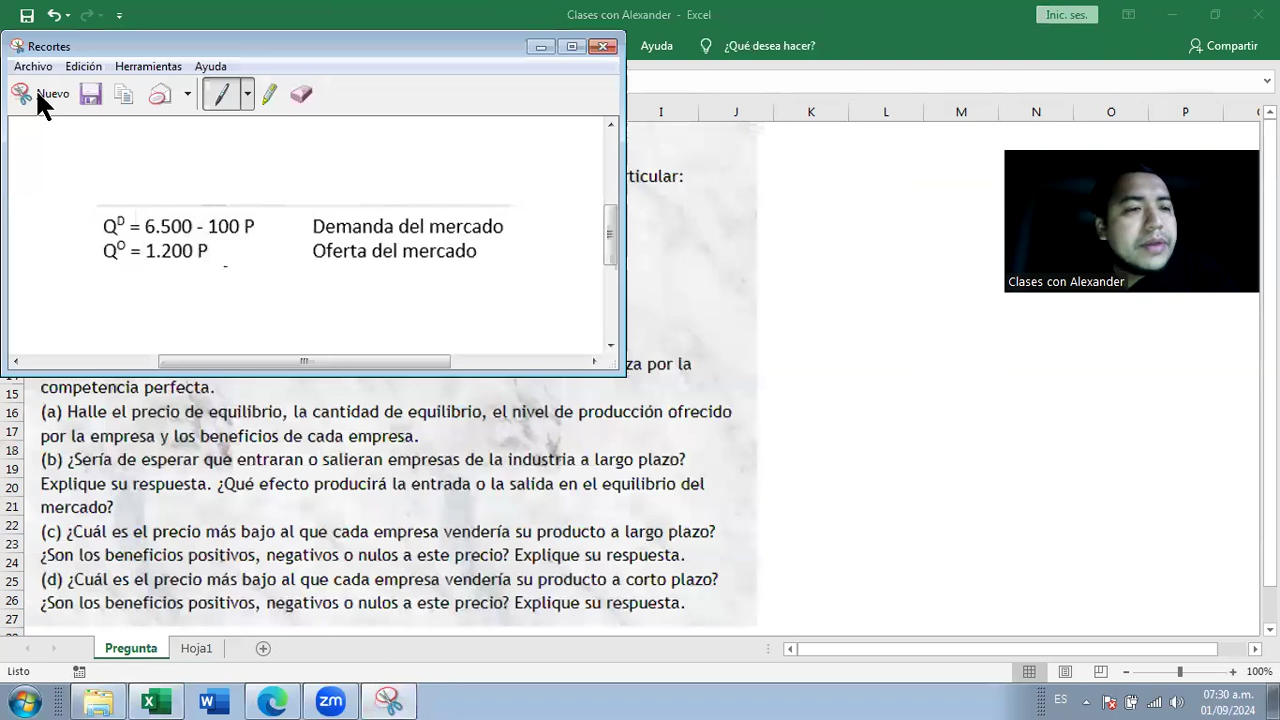 Clases con Alexander - Excel
Inic. ses.
Recortes
Ayuda
¿Qué desea hacer?
Compartir
Archivo Edición Herramientas Ayuda
Nuevo
I J K L M N O P
ticular:
Q^D = 6.500 - 100 P Demanda del mercado
Q^O = 1.200 P Oferta del mercado
Clases con Alexander
za por la
competencia perfecta.
(a) Halle el precio de equilibrio, la cantidad de equilibrio, el nivel de producción ofrecido
por la empresa y los beneficios de cada empresa.
(b) ¿Sería de esperar que entraran o salieran empresas de la industria a largo plazo?
Explique su respuesta. ¿Qué efecto producirá la entrada o la salida en el equilibrio del
mercado?
(c) ¿Cuál es el precio más bajo al que cada empresa vendería su producto a largo plazo?
¿Son los beneficios positivos, negativos o nulos a este precio? Explique su respuesta.
(d) ¿Cuál es el precio más bajo al que cada empresa vendería su producto a corto plazo?
¿Son los beneficios positivos, negativos o nulos a este precio? Explique su respuesta.
15
16
17
18
19
20
21
22
23
24
25
26
27
Pregunta Hoja1
Listo
100%
ES
07:30 a.m.
01/09/2024
zm